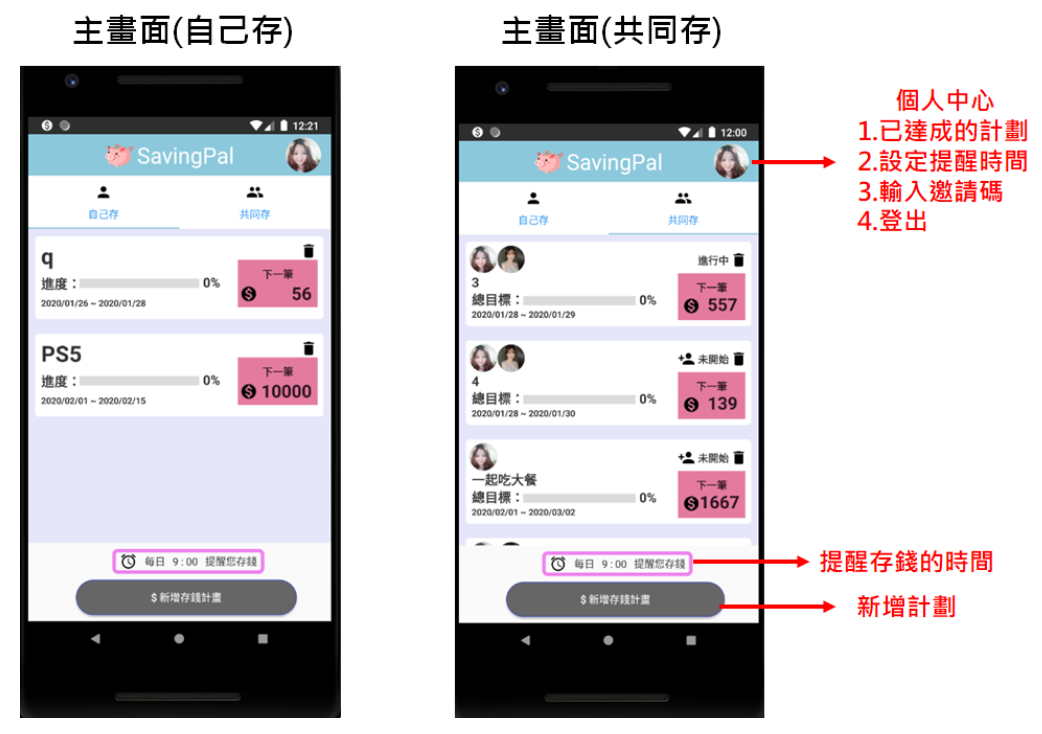 主畫面(自己存)
12:21
SavingPal
自己存
共同存
q
進度：
0%
2020/01/26 ~ 2020/01/28
下一筆
56
PS5
進度：
0%
2020/02/01 ~ 2020/02/15
下一筆
10000
每日 9:00 提醒您存錢
$ 新增存錢計畫
主畫面(共同存)
12:00
SavingPal
自己存
共同存
進行中
3
總目標：
0%
2020/01/28 ~ 2020/01/29
下一筆
557
未開始
4
總目標：
0%
2020/01/28 ~ 2020/01/30
下一筆
139
未開始
一起吃大餐
總目標：
0%
2020/02/01 ~ 2020/03/02
下一筆
1667
每日 9:00 提醒您存錢
$ 新增存錢計畫
個人中心
1.已達成的計劃
2.設定提醒時間
3.輸入邀請碼
4.登出
提醒存錢的時間
新增計劃